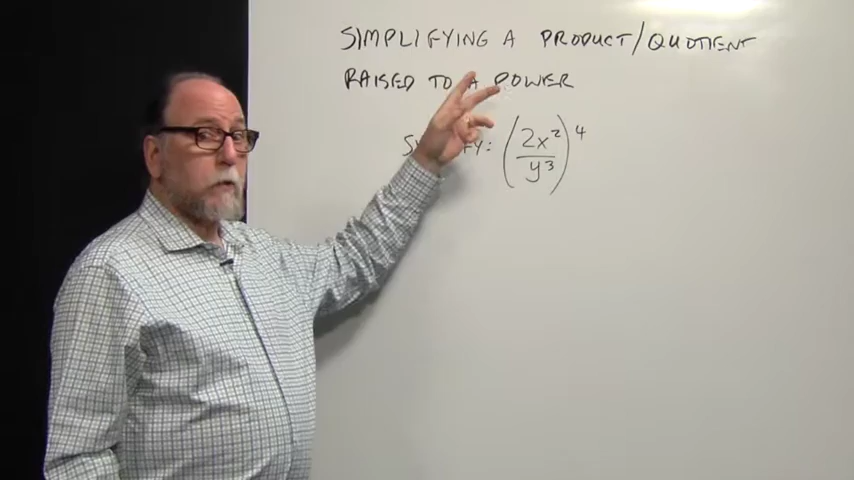 SIMPLIFYING A PRODUCT/QUOTIENT
RAISED TO A POWER
(2x²/y³)⁴